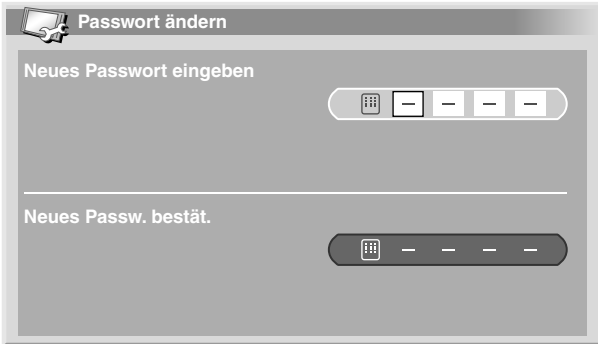 Passwort ändern
Neues Passwort eingeben
– – – –
Neues Passw. bestät.
– – – –